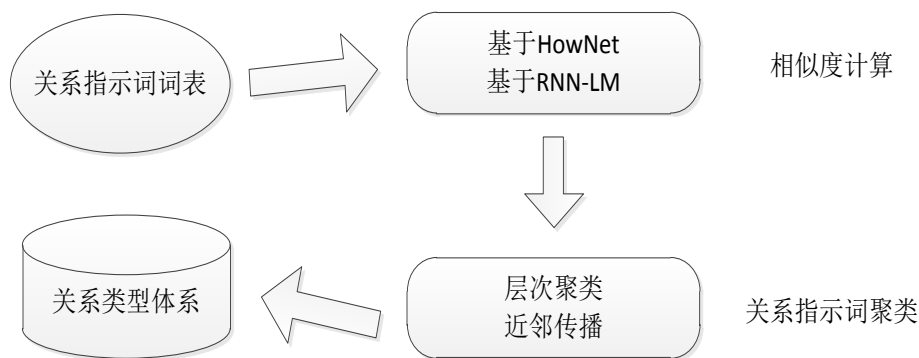 关系指示词词表
基于HowNet
基于RNN-LM
相似度计算
关系类型体系
层次聚类
近邻传播
关系指示词聚类